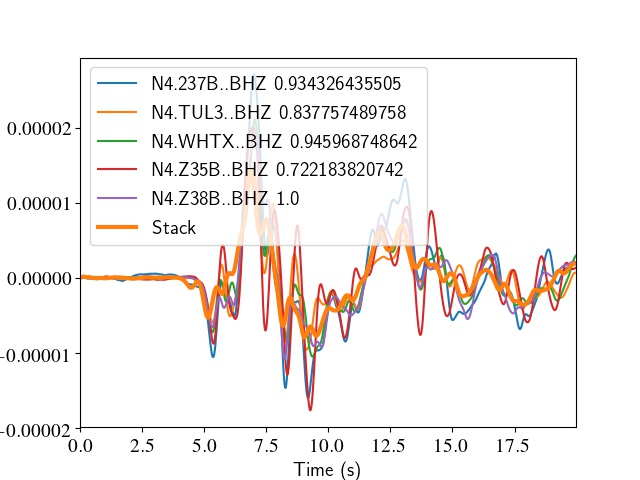 N4.237B..BHZ 0.934326435505
N4.TUL3..BHZ 0.837757489758
N4.WHTX..BHZ 0.945968748642
N4.Z35B..BHZ 0.722183820742
N4.Z38B..BHZ 1.0
Stack
0.00002
0.00001
0.00000
-0.00001
-0.00002
0.0 2.5 5.0 7.5 10.0 12.5 15.0 17.5
Time (s)